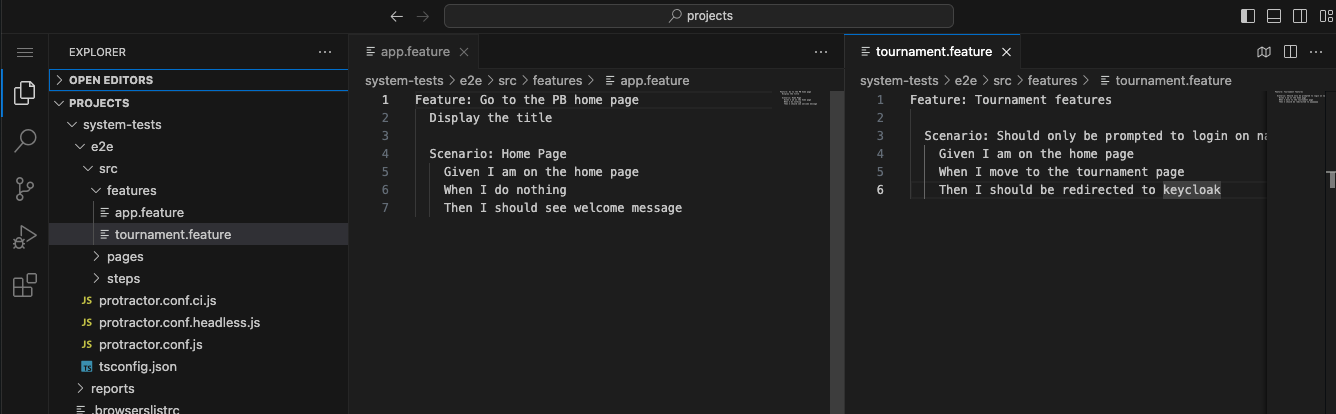 projects
EXPLORER
OPEN EDITORS
PROJECTS
system-tests
e2e
src
features
app.feature
tournament.feature
pages
steps
JS protractor.conf.ci.js
JS protractor.conf.headless.js
JS protractor.conf.js
TS tsconfig.json
reports
.browserslistrc
app.feature
system-tests > e2e > src > features > app.feature
1 Feature: Go to the PB home page
2 Display the title
3
4 Scenario: Home Page
5 Given I am on the home page
6 When I do nothing
7 Then I should see welcome message
tournament.feature
system-tests > e2e > src > features > tournament.feature
1 Feature: Tournament features
2
3 Scenario: Should only be prompted to login on na
4 Given I am on the home page
5 When I move to the tournament page
6 Then I should be redirected to keycloak